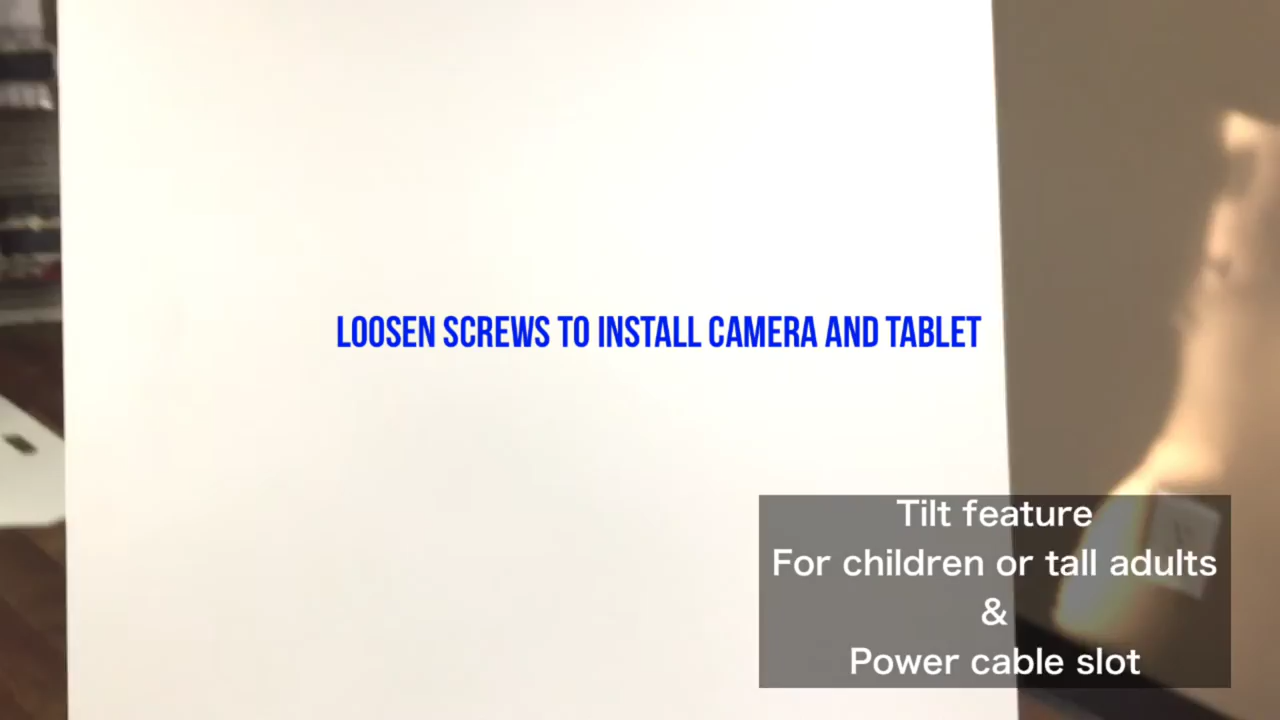 LOOSEN SCREWS TO INSTALL CAMERA AND TABLET
Tilt feature
For children or tall adults
&
Power cable slot